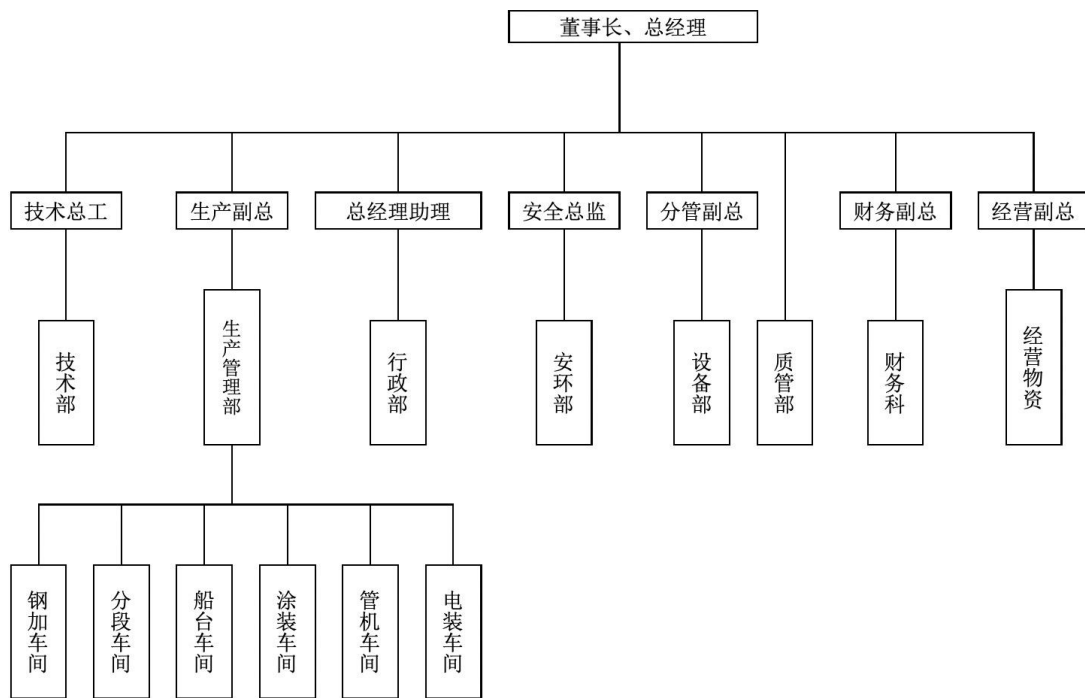 董事长、总经理
技术总工
生产副总
总经理助理
安全总监
分管副总
财务副总
经营副总
技术部
生产管理部
行政部
安环部
设备部
质管部
财务科
经营物资
钢加车间
分段车间
船台车间
涂装车间
管机车间
电装车间